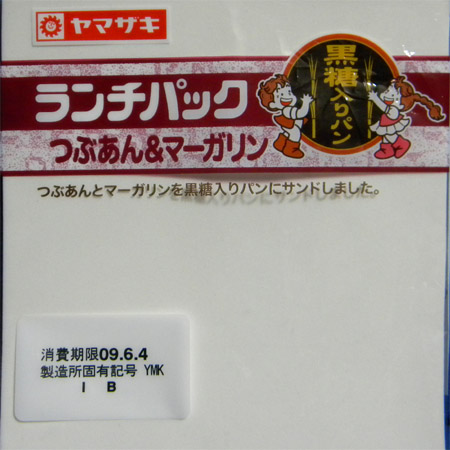 ヤマザキ
黒糖入りパン
ランチパック
つぶあん&マーガリン
つぶあんとマーガリンを黒糖入りパンにサンドしました。
消費期限09.6.4
製造所固有記号 YMK
I B